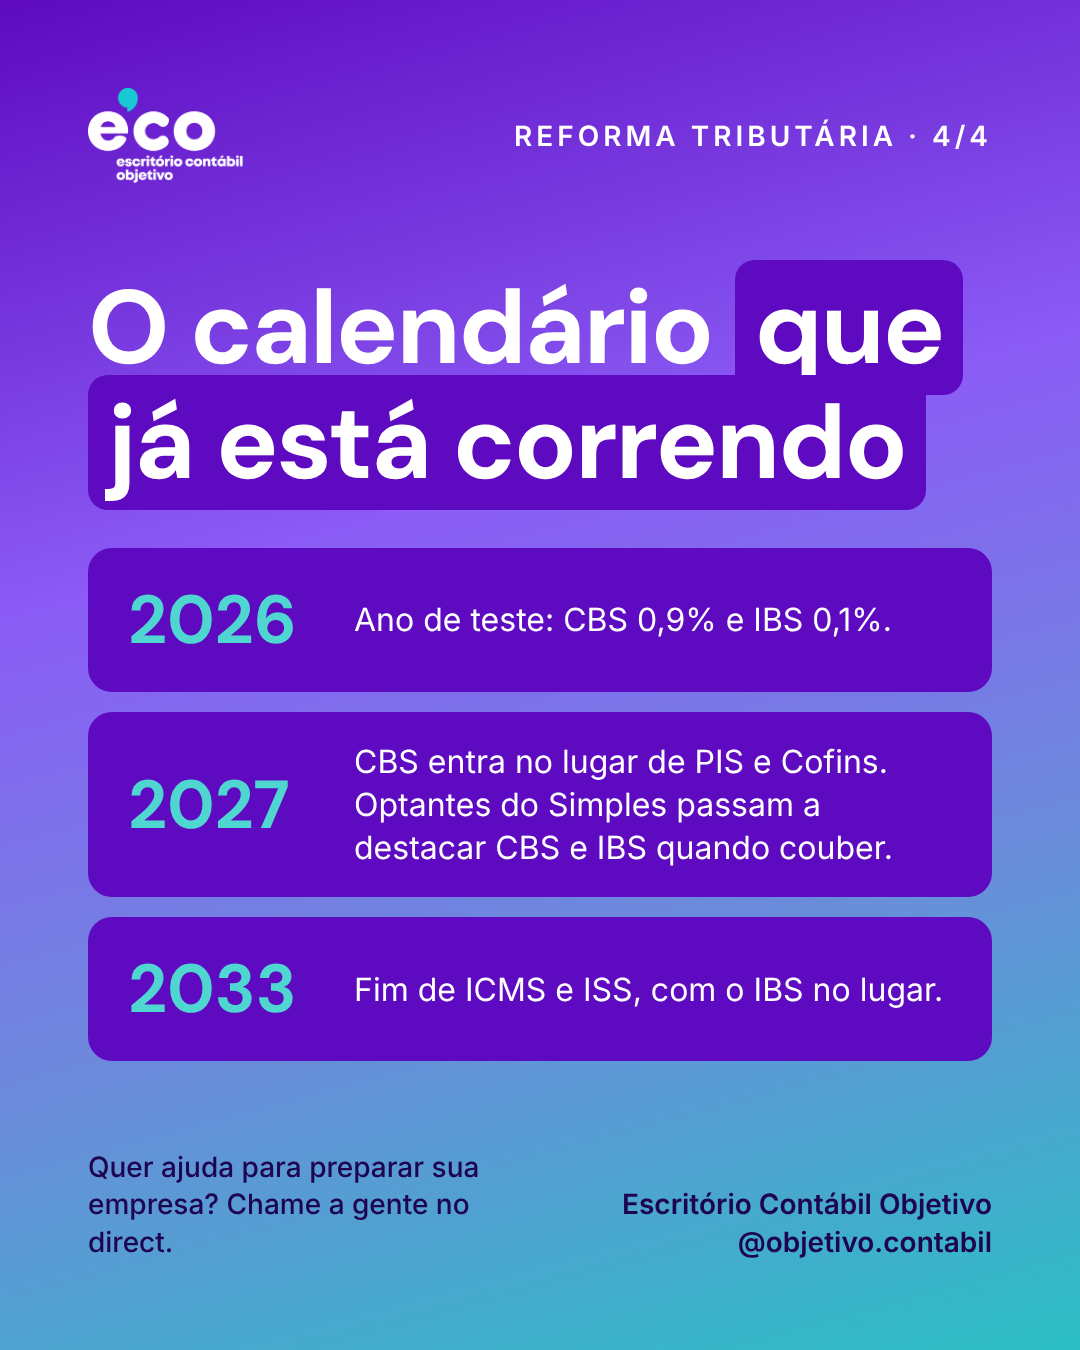 eco
escritório contábil
objetivo
REFORMA TRIBUTÁRIA · 4/4
O calendário que
já está correndo
2026
Ano de teste: CBS 0,9% e IBS 0,1%.
2027
CBS entra no lugar de PIS e Cofins.
Optantes do Simples passam a
destacar CBS e IBS quando couber.
2033
Fim de ICMS e ISS, com o IBS no lugar.
Quer ajuda para preparar sua
empresa? Chame a gente no
direct.
Escritório Contábil Objetivo
@objetivo.contabil